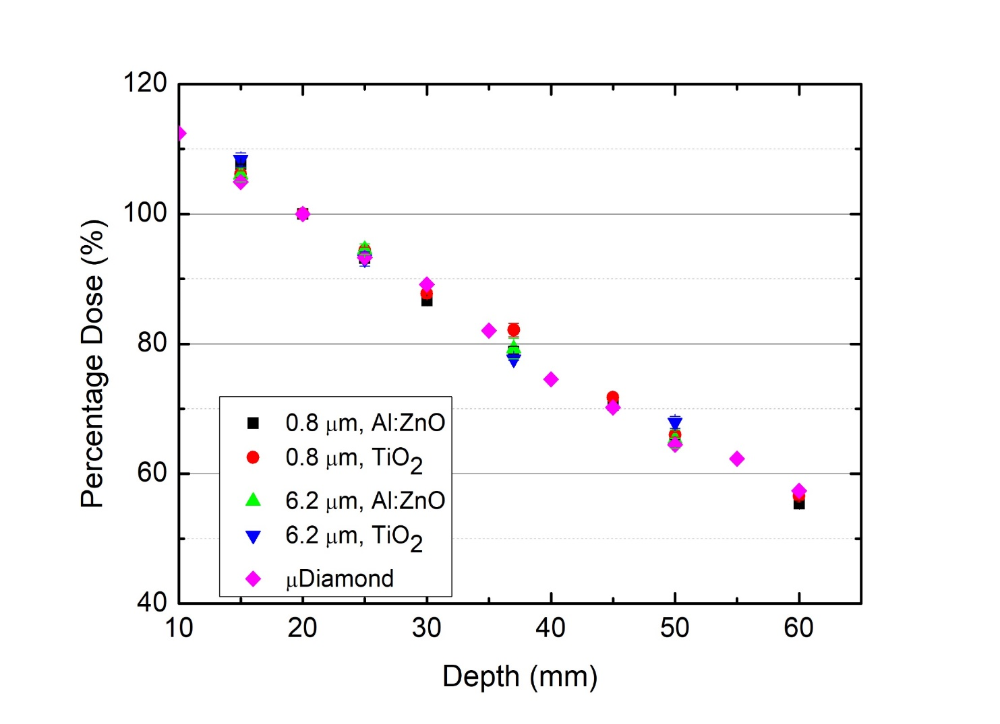 120
100
80
60
40
Percentage Dose (%)
0.8 μm, Al:ZnO
0.8 μm, TiO2
6.2 μm, Al:ZnO
6.2 μm, TiO2
μDiamond
10 20 30 40 50 60
Depth (mm)